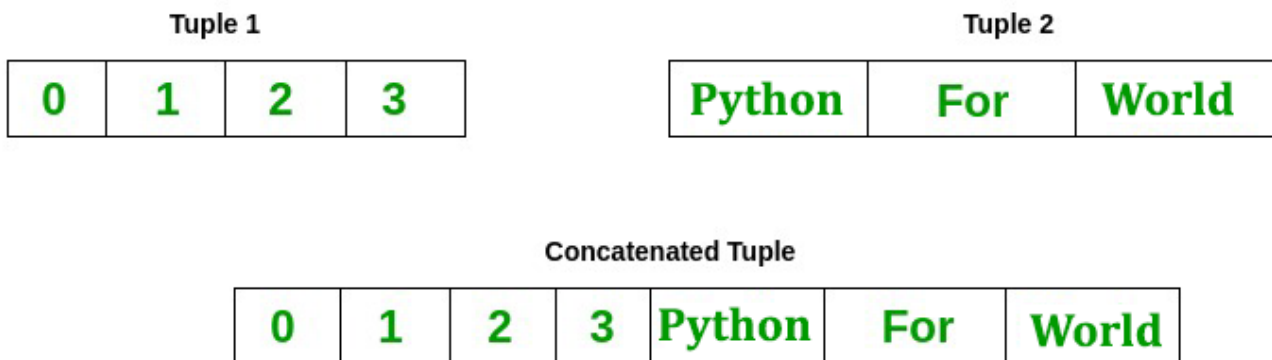 Tuple 1 Tuple 2
0 1 2 3 Python For World
Concatenated Tuple
0 1 2 3 Python For World